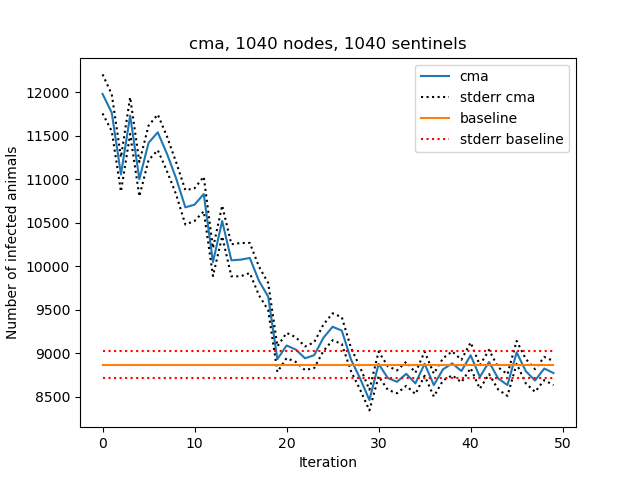 cma, 1040 nodes, 1040 sentinels
cma
stderr cma
baseline
stderr baseline
12000
11500
11000
10500
10000
9500
9000
8500
Number of infected animals
0 10 20 30 40 50
Iteration